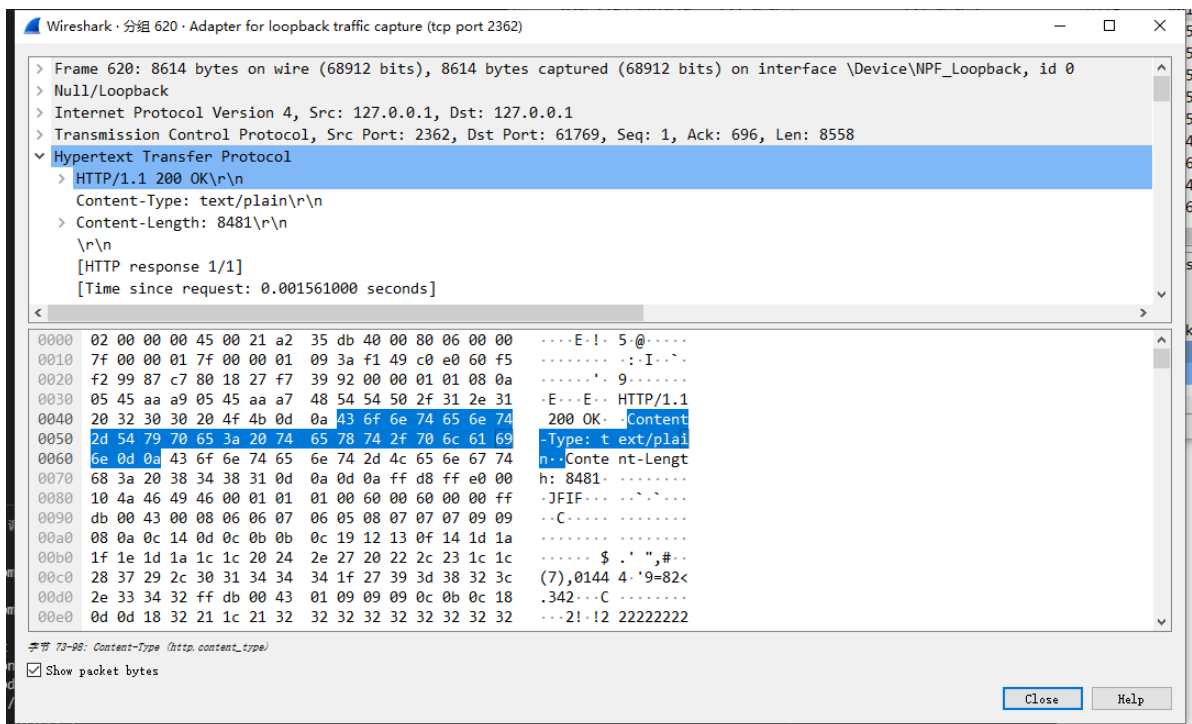 Wireshark · 分组 620 · Adapter for loopback traffic capture (tcp port 2362)
> Frame 620: 8614 bytes on wire (68912 bits), 8614 bytes captured (68912 bits) on interface \Device\NPF_Loopback, id 0
> Null/Loopback
> Internet Protocol Version 4, Src: 127.0.0.1, Dst: 127.0.0.1
> Transmission Control Protocol, Src Port: 2362, Dst Port: 61769, Seq: 1, Ack: 696, Len: 8558
Hypertext Transfer Protocol
> HTTP/1.1 200 OK\r\n
Content-Type: text/plain\r\n
> Content-Length: 8481\r\n
\r\n
[HTTP response 1/1]
[Time since request: 0.001561000 seconds]
0000 02 00 00 00 45 00 21 a2 35 db 40 00 80 06 00 00 ····E·!· 5·@·····
0010 7f 00 00 01 7f 00 00 01 09 3a f1 49 c0 e0 60 f5 ········ ·:·I··`·
0020 f2 99 87 c7 80 18 27 f7 39 92 00 00 01 01 08 0a ······'· 9·······
0030 05 45 aa a9 05 45 aa a7 48 54 54 50 2f 31 2e 31 ·E···E·· HTTP/1.1
0040 20 32 30 30 20 4f 4b 0d 0a 43 6f 6e 74 65 6e 74 200 OK· ·Content
0050 2d 54 79 70 65 3a 20 74 65 78 74 2f 70 6c 61 69 -Type: t ext/plai
0060 6e 0d 0a 43 6f 6e 74 65 6e 74 2d 4c 65 6e 67 74 n··Conte nt-Lengt
0070 68 3a 20 38 34 38 31 0d 0a 0d 0a ff d8 ff e0 00 h: 8481· ········
0080 10 4a 46 49 46 00 01 01 01 00 60 00 60 00 00 ff ·JFIF··· ··`·`···
0090 db 00 43 00 08 06 06 07 06 05 08 07 07 07 09 09 ··C····· ········
00a0 08 0a 0c 14 0d 0c 0b 0b 0c 19 12 13 0f 14 1d 1a ········ ········
00b0 1f 1e 1d 1a 1c 1c 20 24 2e 27 20 22 2c 23 1c 1c ······ $ .' ",#··
00c0 28 37 29 2c 30 31 34 34 34 1f 27 39 3d 38 32 3c (7),0144 4·'9=82<
00d0 2e 33 34 32 ff db 00 43 01 09 09 09 0c 0b 0c 18 .342···C ········
00e0 0d 0d 18 32 21 1c 21 32 32 32 32 32 32 32 32 32 ···2!·!2 22222222
字节 73-98: Content-Type (http.content_type)
Show packet bytes
Close Help